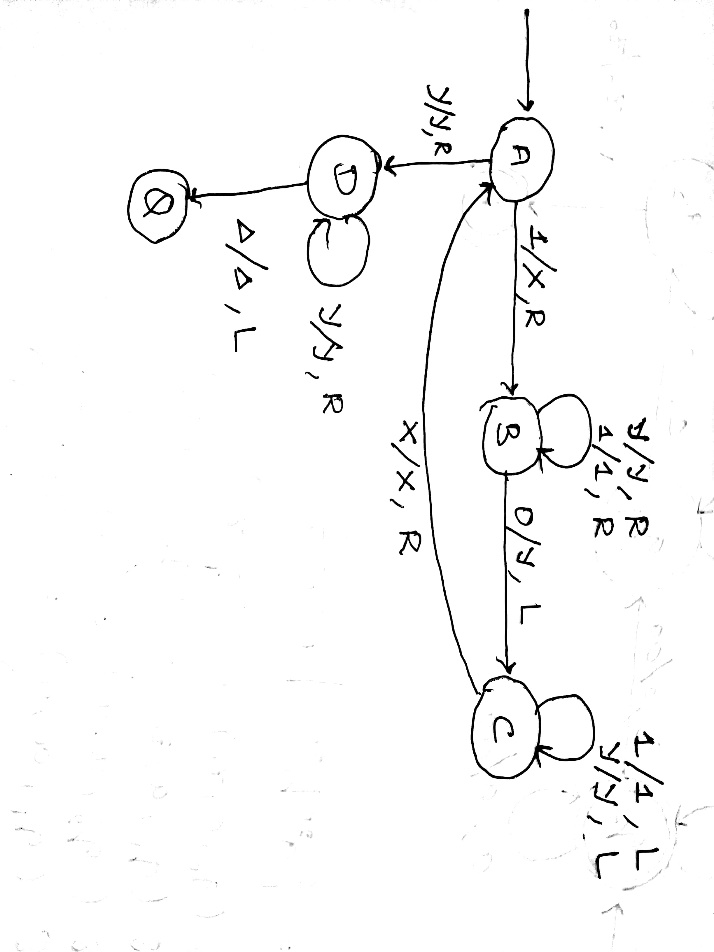 y/y, R
1/1, R
1/1, L
y/y, L
A
1/X, R
B
0/y, L
C
y/y, R
X/X, R
D
y/y, R
Δ/Δ, L
Q